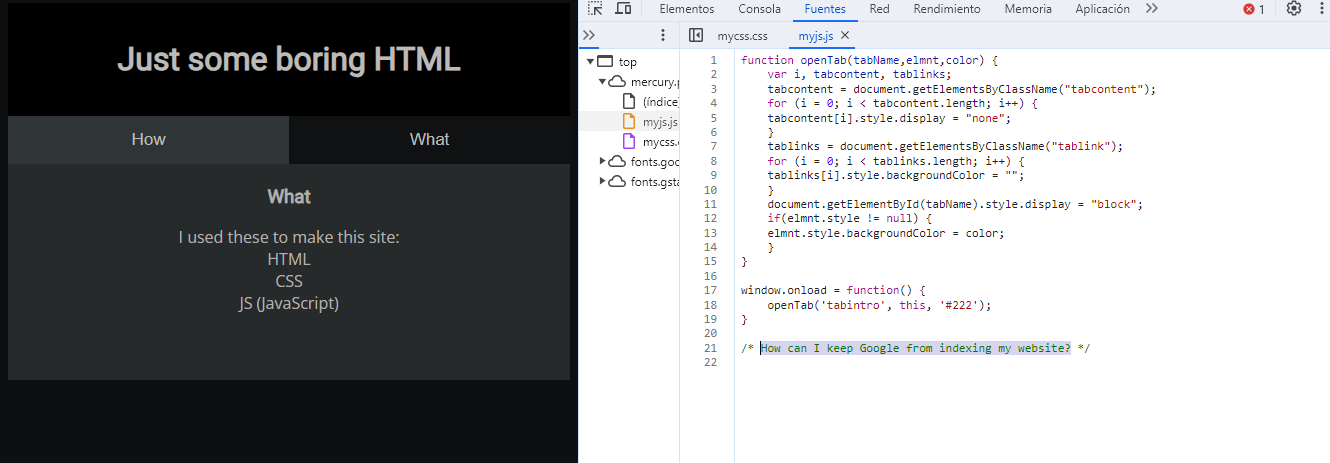 Just some boring HTML
How
What
What
I used these to make this site:
HTML
CSS
JS (JavaScript)
Elementos
Consola
Fuentes
Red
Rendimiento
Memoria
Aplicación
1
mycss.css
myjs.js
top
mercury.p
(índice)
myjs.js
mycss.c
fonts.goo
fonts.gsta
1 function openTab(tabName,elmnt,color) {
2 var i, tabcontent, tablinks;
3 tabcontent = document.getElementsByClassName("tabcontent");
4 for (i = 0; i < tabcontent.length; i++) {
5 tabcontent[i].style.display = "none";
6 }
7 tablinks = document.getElementsByClassName("tablink");
8 for (i = 0; i < tablinks.length; i++) {
9 tablinks[i].style.backgroundColor = "";
10 }
11 document.getElementById(tabName).style.display = "block";
12 if(elmnt.style != null) {
13 elmnt.style.backgroundColor = color;
14 }
15 }
16
17 window.onload = function() {
18 openTab('tabintro', this, '#222');
19 }
20
21 /* How can I keep Google from indexing my website? */
22